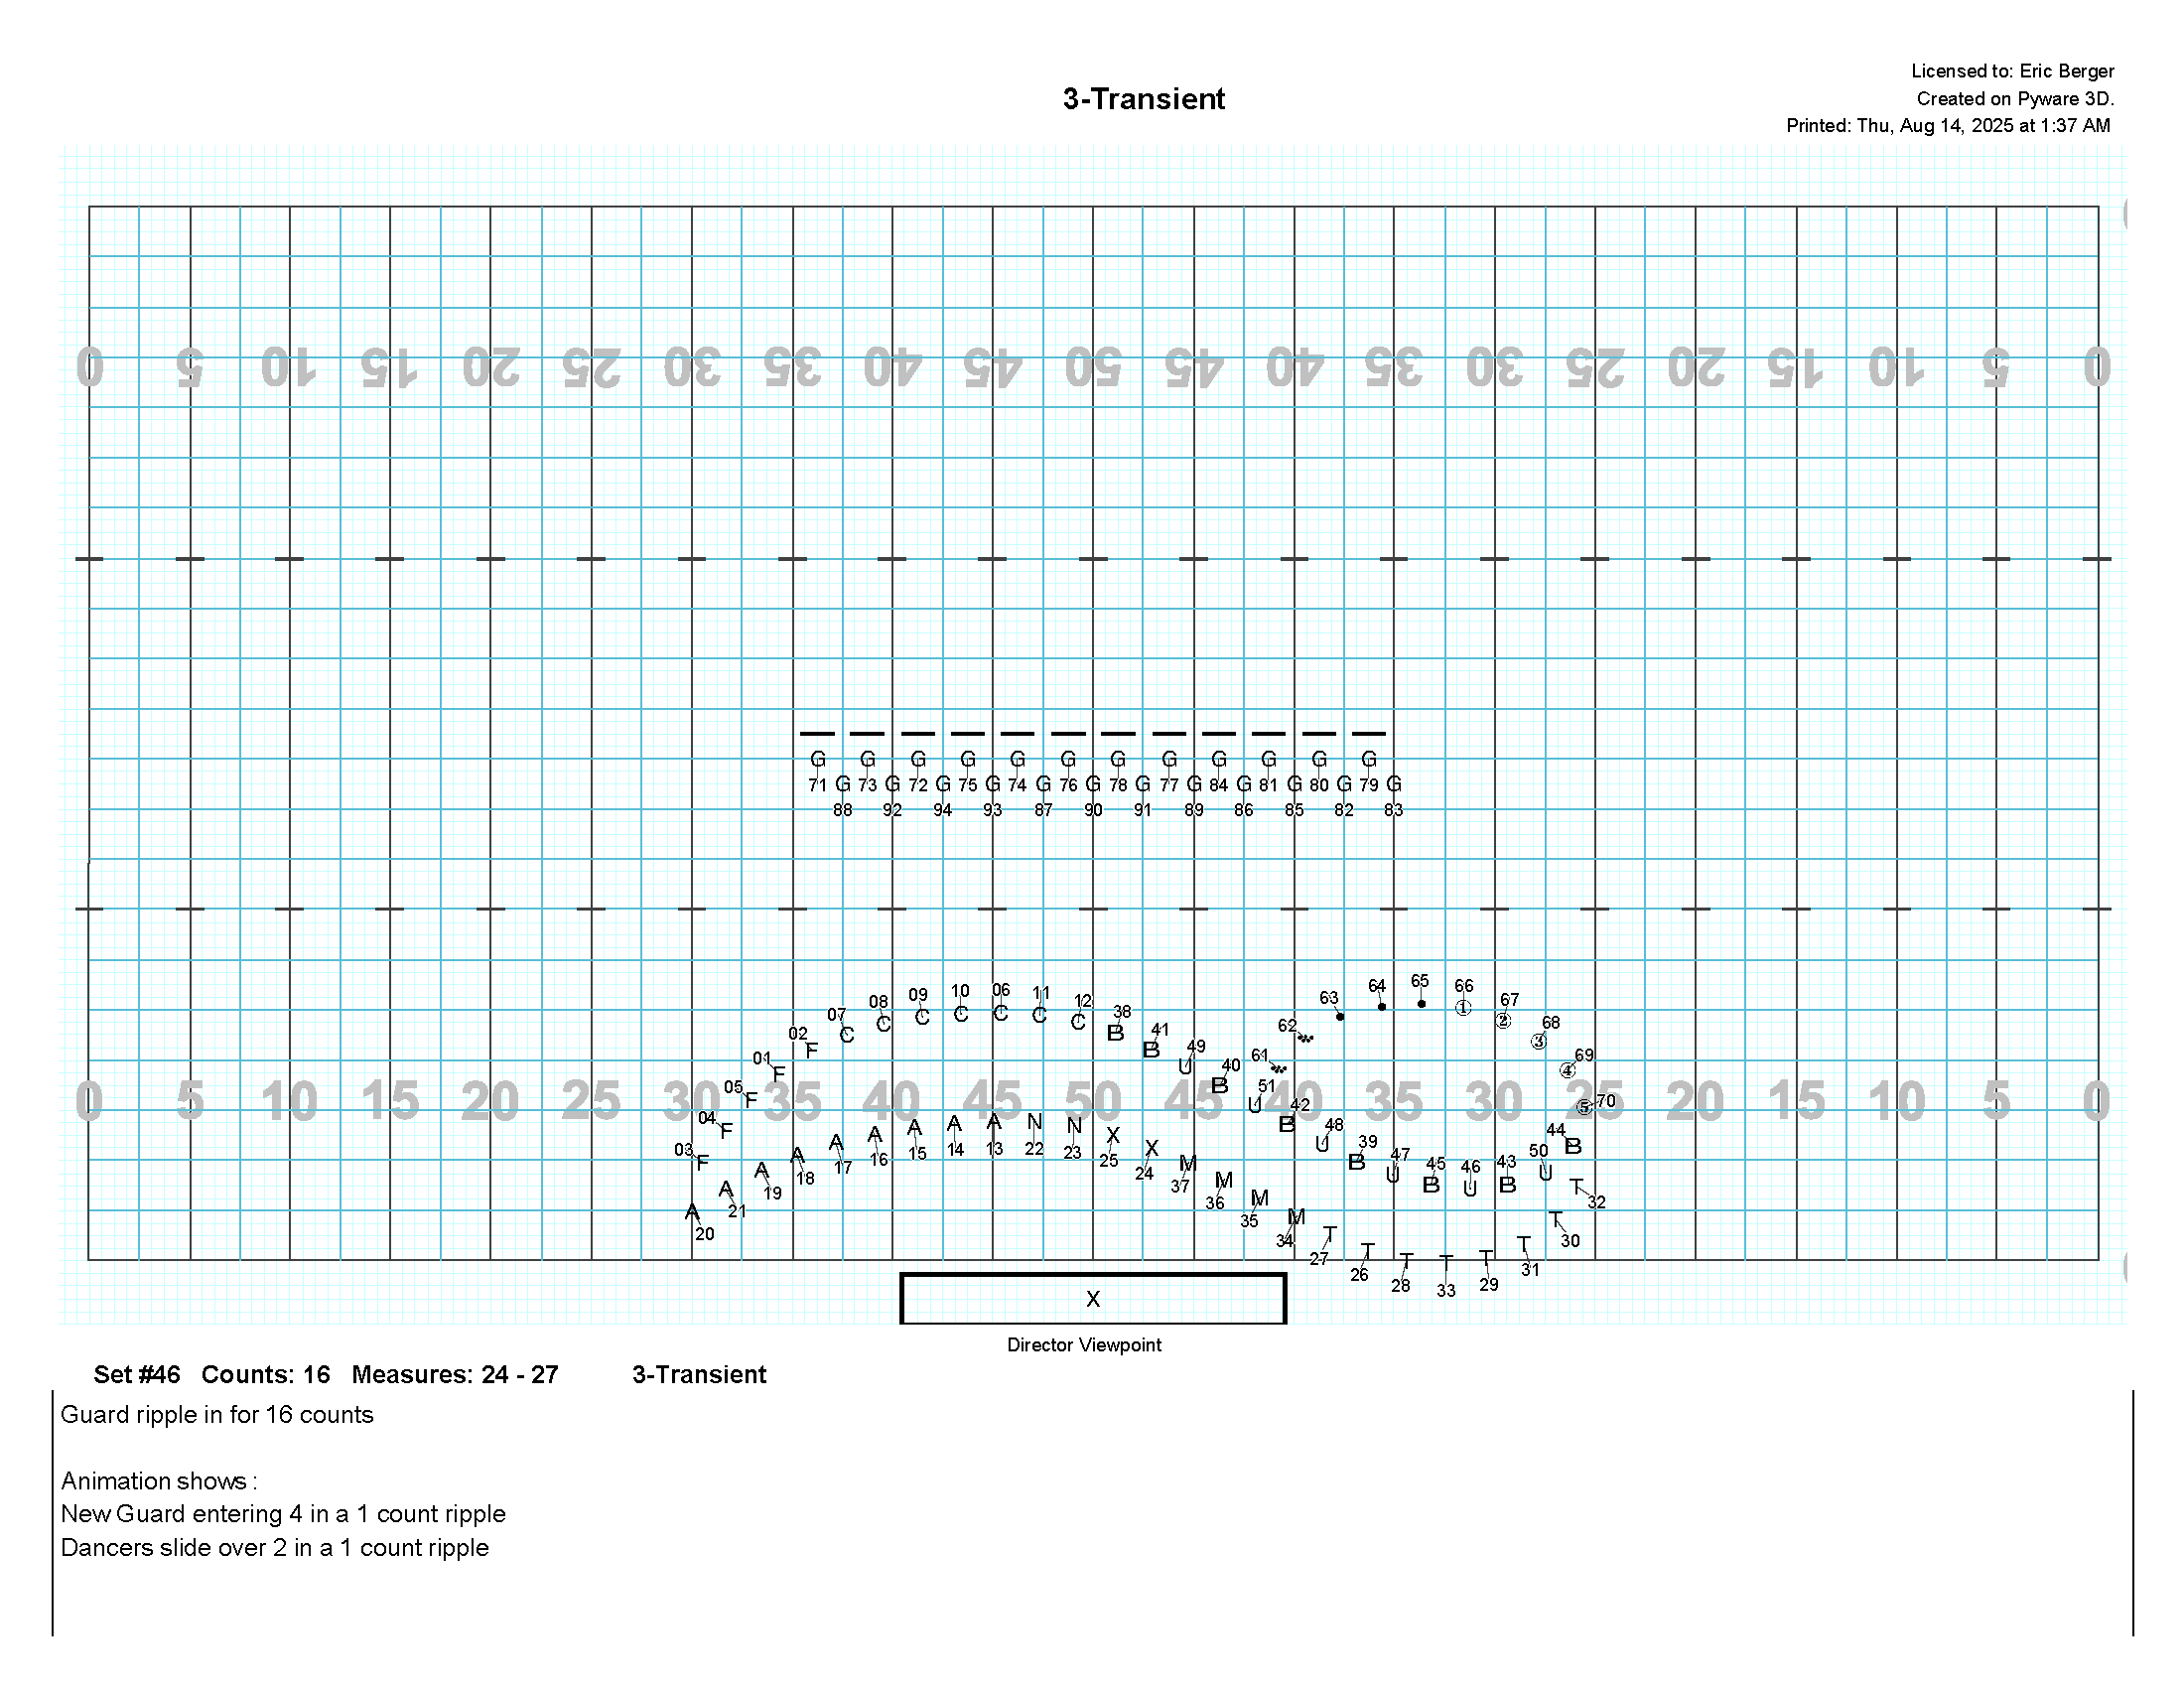 Licensed to: Eric Berger
3-Transient
Created on Pyware 3D.
Printed: Thu, Aug 14, 2025 at 1:37 AM
0 5 10 15 20 25 30 35 40 45 50 45 40 35 30 25 20 15 10 5 0
G G G G G G G G G G G G
71 G 73 G 72 G 75 G 74 G 76 G 78 G 77 G 84 G 81 G 80 G 79 G
88 92 94 93 87 90 91 89 86 85 82 83
63 64 65 66 67 68 69 70
① ② ③ ④ ⑤
02 07 08 09 10 06 11 12 38 41 49 40 61 62
F C C C C C C C B B U B
01 05 04 03
F F F F
51 42 48 39 47 45 46 43 50 44
U B U B U B U B U B
0 5 10 15 20 25 30 35 40 45 50 45 40 35 30 25 20 15 10 5 0
A A A A A A A A A N N X X M M M M
20 21 19 18 17 16 15 14 13 22 23 25 24 37 36 35 34
T T T T T T T T
27 26 28 33 29 31 30 32
X
Director Viewpoint
Set #46 Counts: 16 Measures: 24 - 27 3-Transient
Guard ripple in for 16 counts
Animation shows :
New Guard entering 4 in a 1 count ripple
Dancers slide over 2 in a 1 count ripple